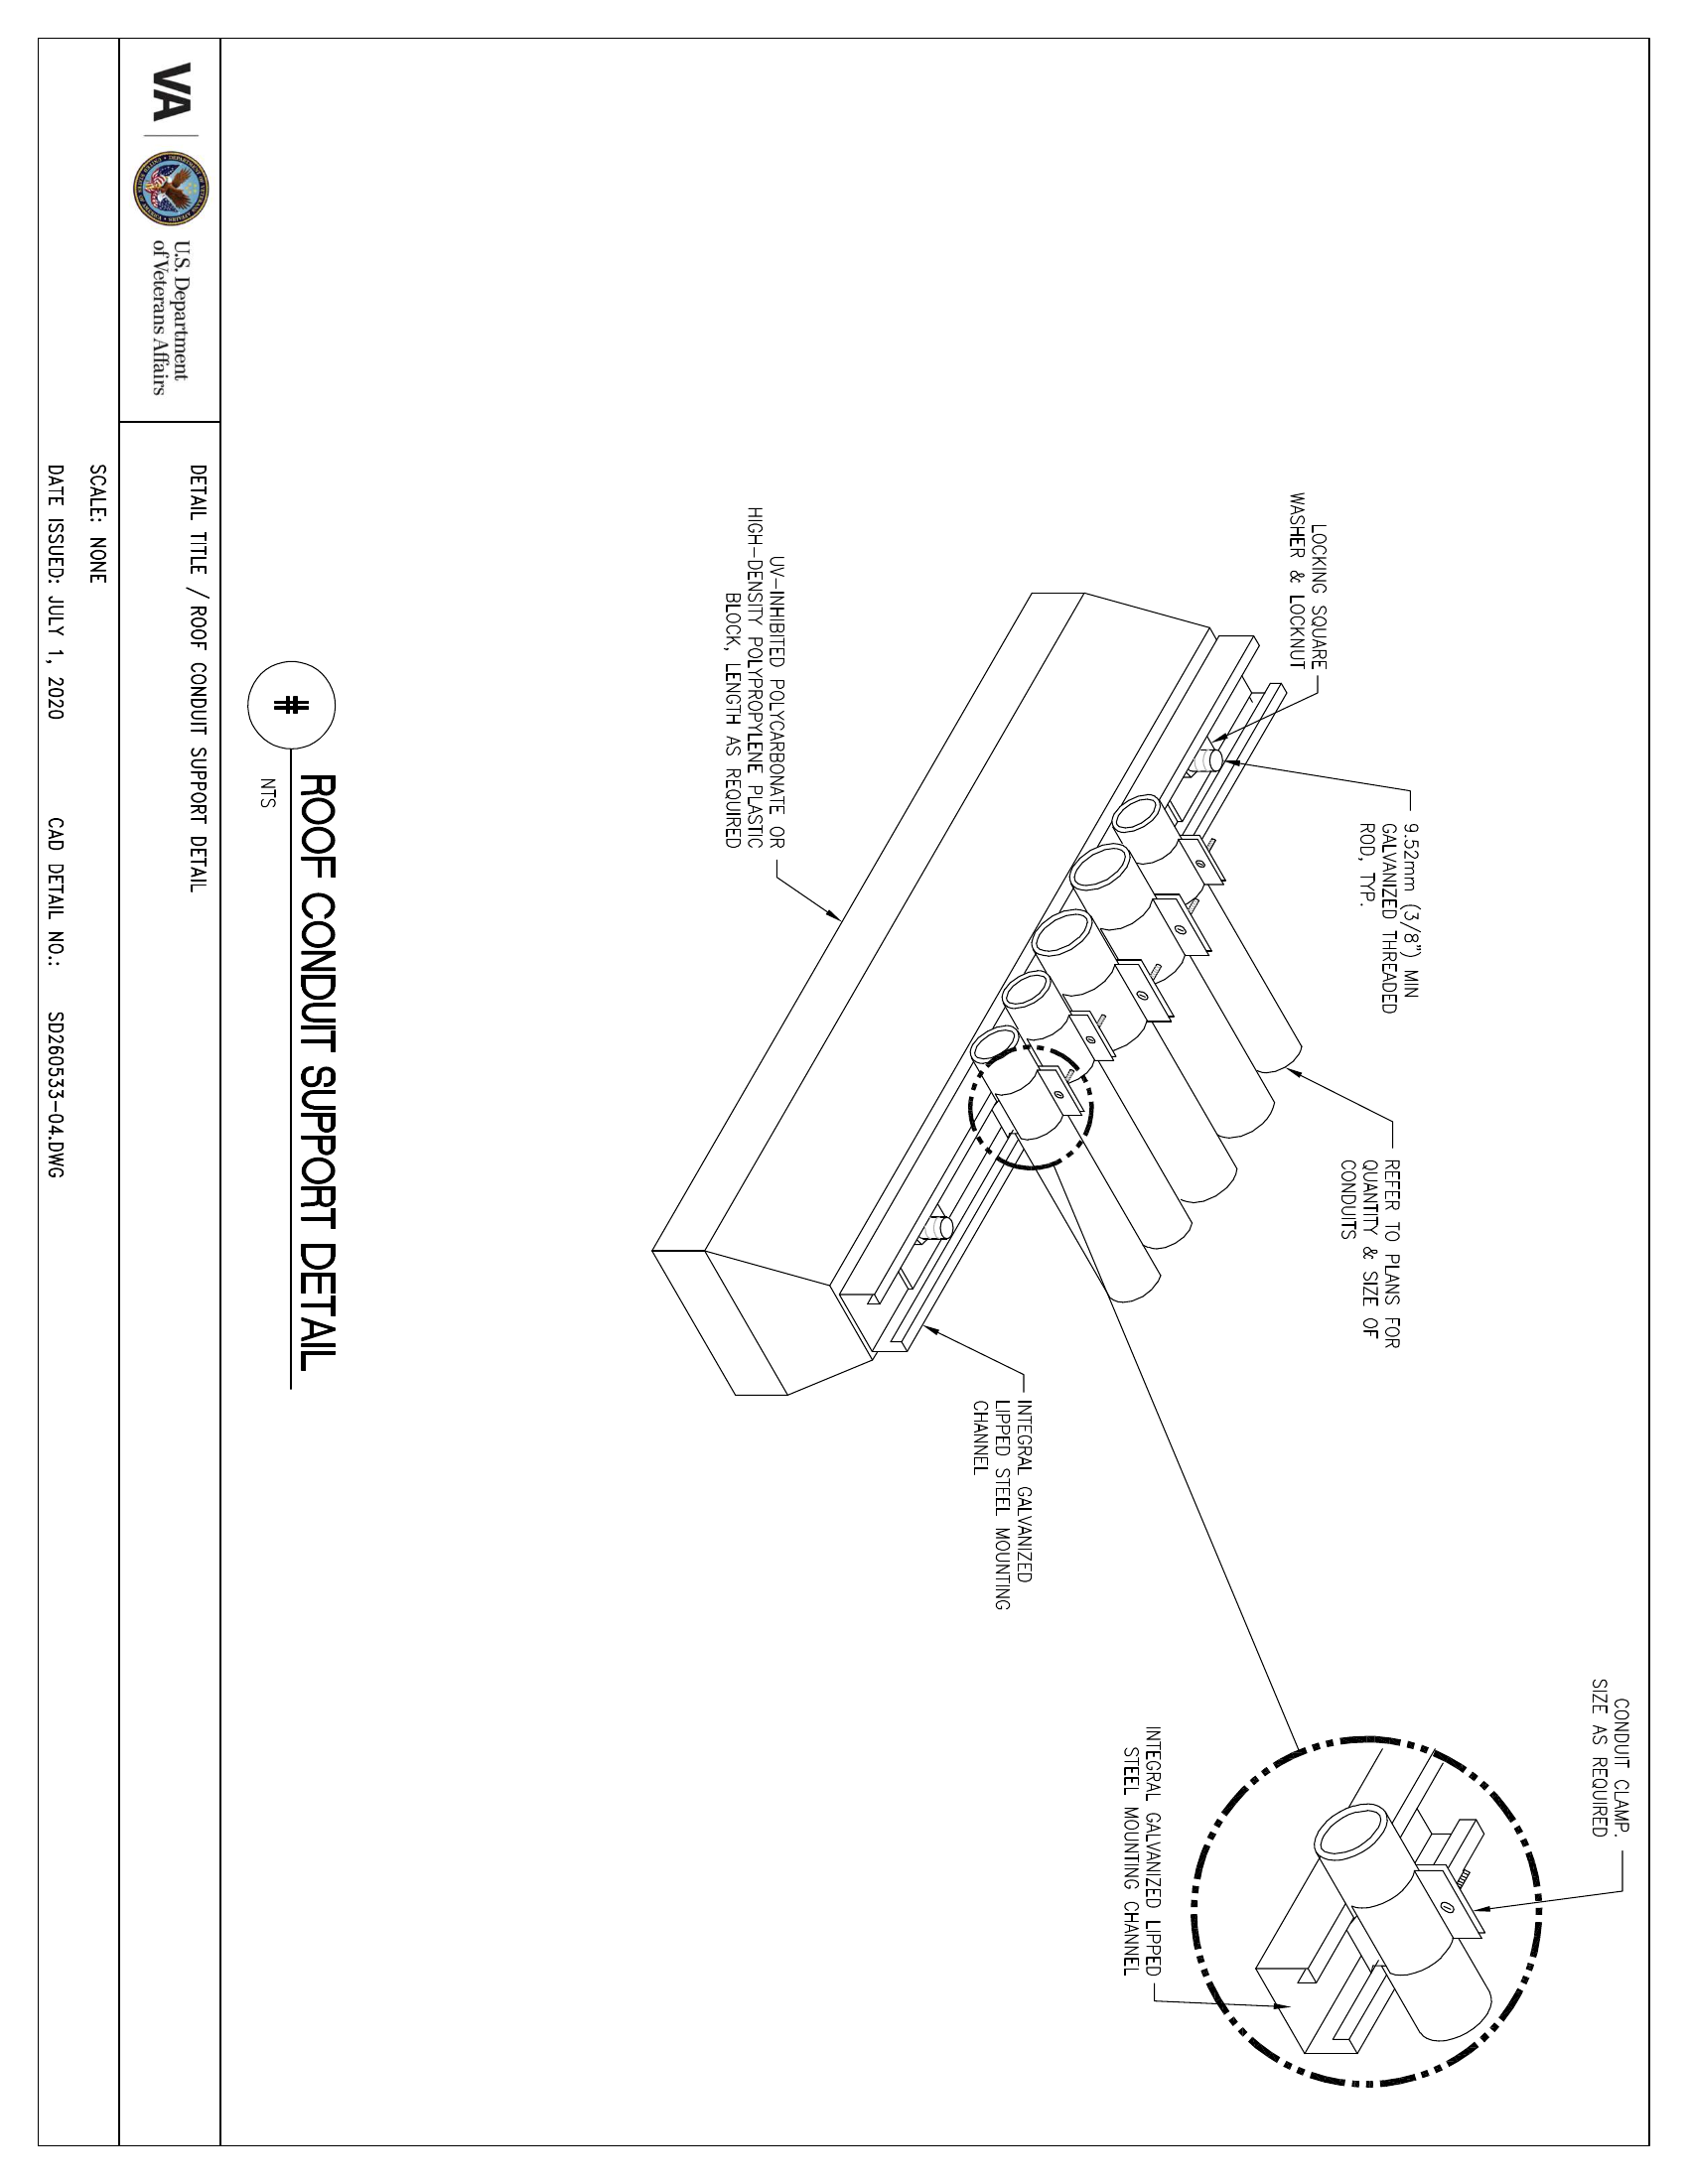 CONDUIT CLAMP.
SIZE AS REQUIRED
LOCKING SQUARE
WASHER & LOCKNUT
9.52mm (3/8") MIN
GALVANIZED THREADED
ROD, TYP.
REFER TO PLANS FOR
QUANTITY & SIZE OF
CONDUITS
INTEGRAL GALVANIZED LIPPED
STEEL MOUNTING CHANNEL
INTEGRAL GALVANIZED
LIPPED STEEL MOUNTING
CHANNEL
UV-INHIBITED POLYCARBONATE OR
HIGH-DENSITY POLYPROPYLENE PLASTIC
BLOCK, LENGTH AS REQUIRED
#
ROOF CONDUIT SUPPORT DETAIL
NTS
VA
U.S. Department
of Veterans Affairs
DETAIL TITLE / ROOF CONDUIT SUPPORT DETAIL
SCALE: NONE
DATE ISSUED: JULY 1, 2020 CAD DETAIL NO.: SD260533-04.DWG